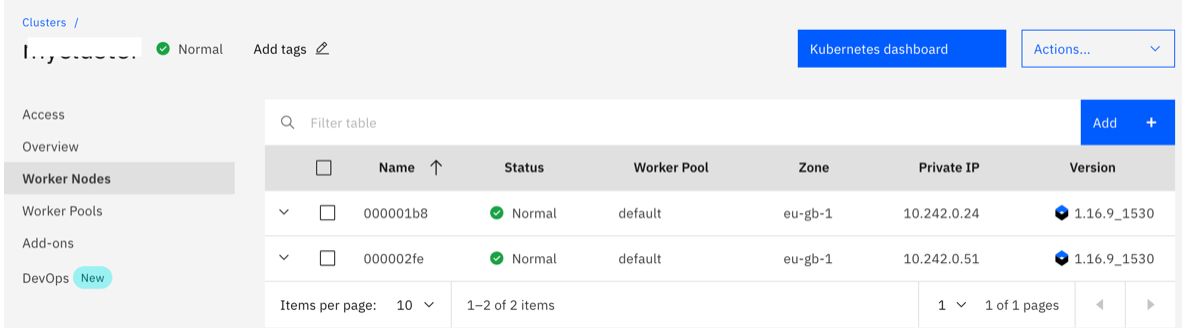 Clusters /
Normal Add tags Kubernetes dashboard Actions...
Access
Overview
Worker Nodes
Worker Pools
Add-ons
DevOps New
Filter table Add +
Name Status Worker Pool Zone Private IP Version
000001b8 Normal default eu-gb-1 10.242.0.24 1.16.9_1530
000002fe Normal default eu-gb-1 10.242.0.51 1.16.9_1530
Items per page: 10 1–2 of 2 items 1 1 of 1 pages